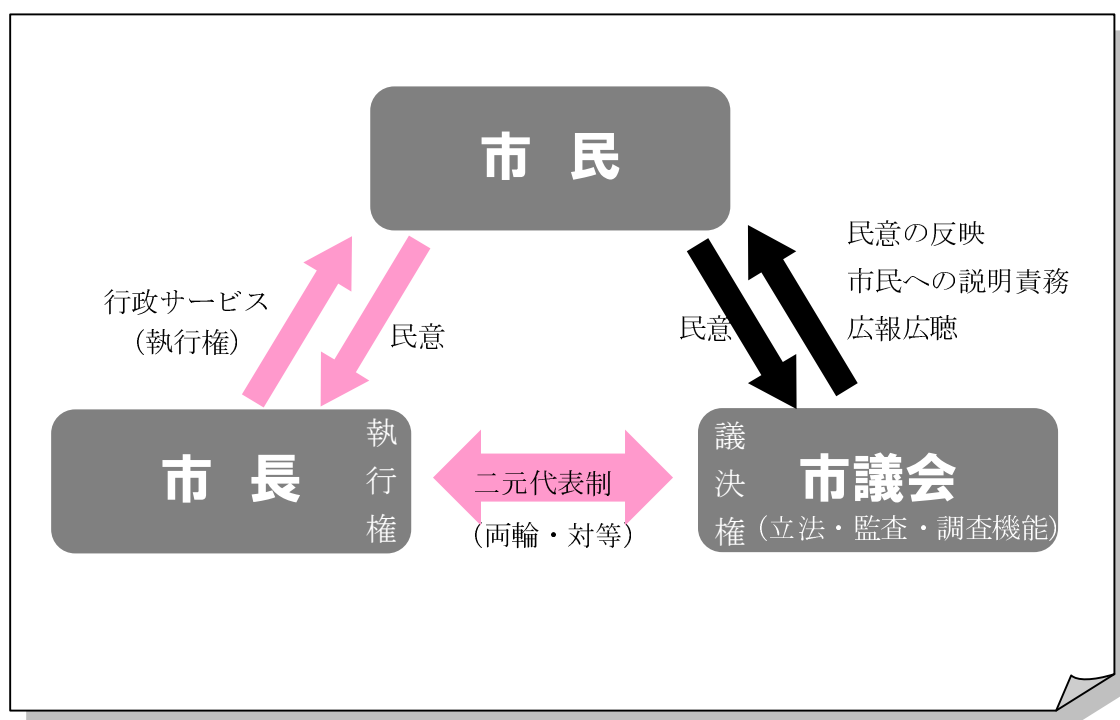 市 民
民意の反映
市民への説明責務
広報広聴
行政サービス
(執行権)
民意
民意
市 長
執行権
二元代表制
(両輪・対等)
議決権
市議会
(立法・監査・調査機能)